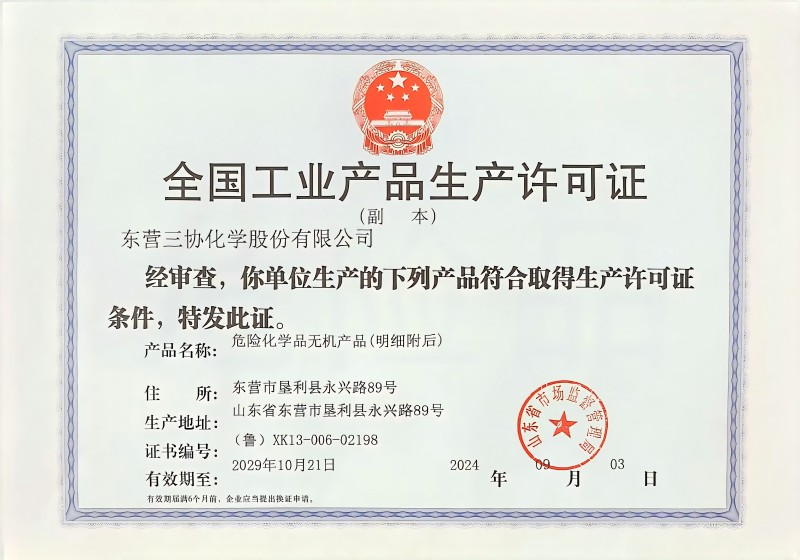 全国工业产品生产许可证
(副 本)
东营三协化学股份有限公司
经审查，你单位生产的下列产品符合取得生产许可证
条件，特发此证。
产品名称： 危险化学品无机产品(明细附后)
住 所： 东营市垦利县永兴路89号
生产地址： 山东省东营市垦利县永兴路89号
证书编号： （鲁）XK13-006-02198
有效期至： 2029年10月21日
山东省市场监督管理局
2024 年 09 月 03 日
有效期届满6个月前，企业应当提出换证申请。